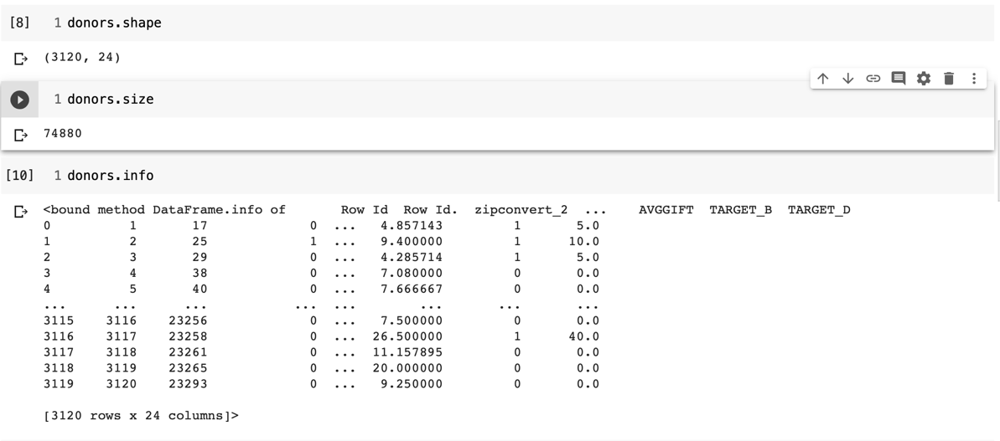 [8] 1 donors.shape
(3120, 24)
1 donors.size
74880
[10] 1 donors.info
<bound method DataFrame.info of       Row Id  Row Id.  zipconvert_2  ...    AVGGIFT  TARGET_B  TARGET_D
0          1       17             0  ...   4.857143         1       5.0
1          2       25             1  ...   9.400000         1      10.0
2          3       29             0  ...   4.285714         1       5.0
3          4       38             0  ...   7.080000         0       0.0
4          5       40             0  ...   7.666667         0       0.0
...      ...      ...           ...  ...        ...       ...       ...
3115    3116    23256             0  ...   7.500000         0       0.0
3116    3117    23258             0  ...  26.500000         1      40.0
3117    3118    23261             0  ...  11.157895         0       0.0
3118    3119    23265             0  ...  20.000000         0       0.0
3119    3120    23293             0  ...   9.250000         0       0.0
[3120 rows x 24 columns]>